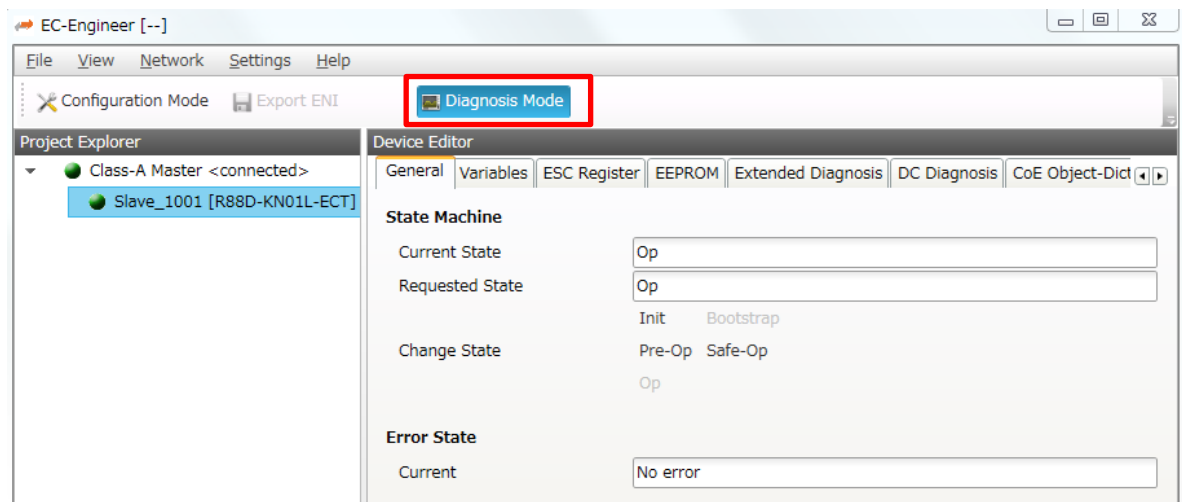 EC-Engineer [--]
File View Network Settings Help
Configuration Mode Export ENI Diagnosis Mode
Project Explorer
Class-A Master <connected>
Slave_1001 [R88D-KN01L-ECT]
Device Editor
General Variables ESC Register EEPROM Extended Diagnosis DC Diagnosis CoE Object-Dict
State Machine
Current State Op
Requested State Op
Init Bootstrap
Change State Pre-Op Safe-Op
Op
Error State
Current No error